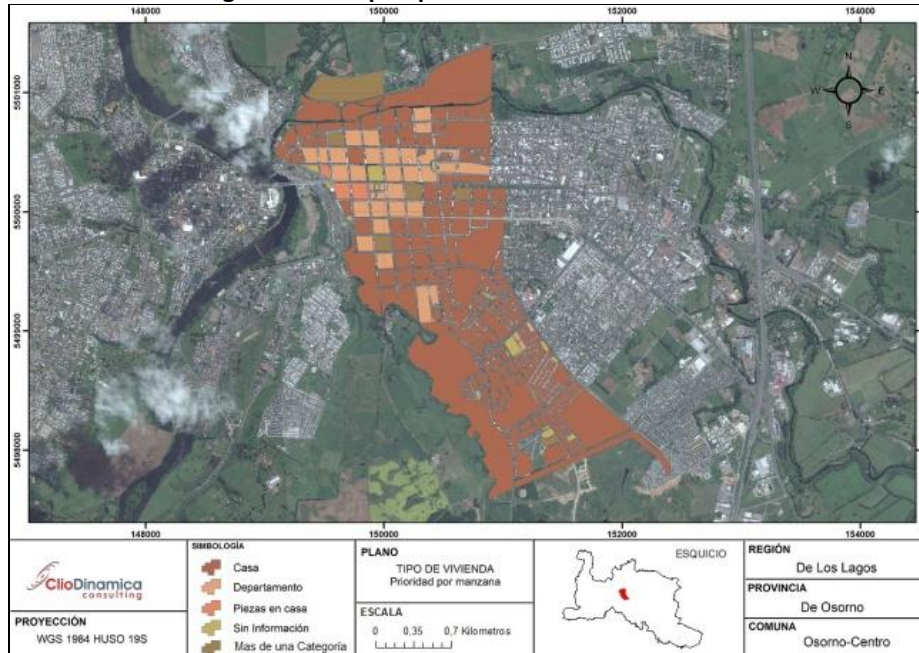 148000 150000 152000 154000
5501000
5500000
5499000
5498000
N
W E
S
148000 150000 152000 154000
ClioDinamica
consulting
PROYECCIÓN
WGS 1984 HUSO 19S
SIMBOLOGÍA
Casa
Departamento
Piezas en casa
Sin Información
Mas de una Categoría
PLANO
TIPO DE VIVIENDA
Prioridad por manzana
ESCALA
0 0,35 0,7 Kilometros
ESQUICIO
REGIÓN
De Los Lagos
PROVINCIA
De Osorno
COMUNA
Osorno-Centro